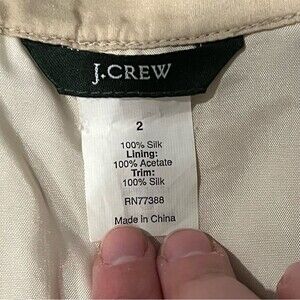 J.CREW
2
100% Silk
Lining:
100% Acetate
Trim:
100% Silk
RN77388
Made in China